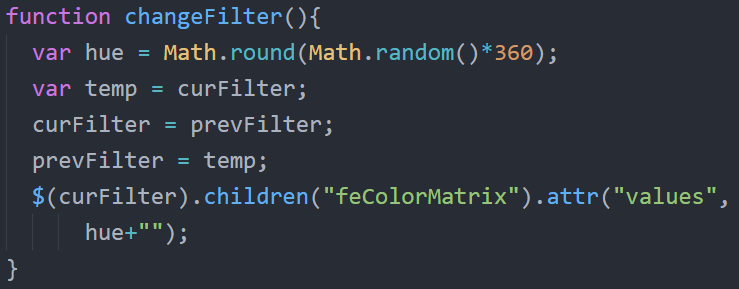 function changeFilter(){
var hue = Math.round(Math.random()*360);
var temp = curFilter;
curFilter = prevFilter;
prevFilter = temp;
$(curFilter).children("feColorMatrix").attr("values",
hue+"");
}